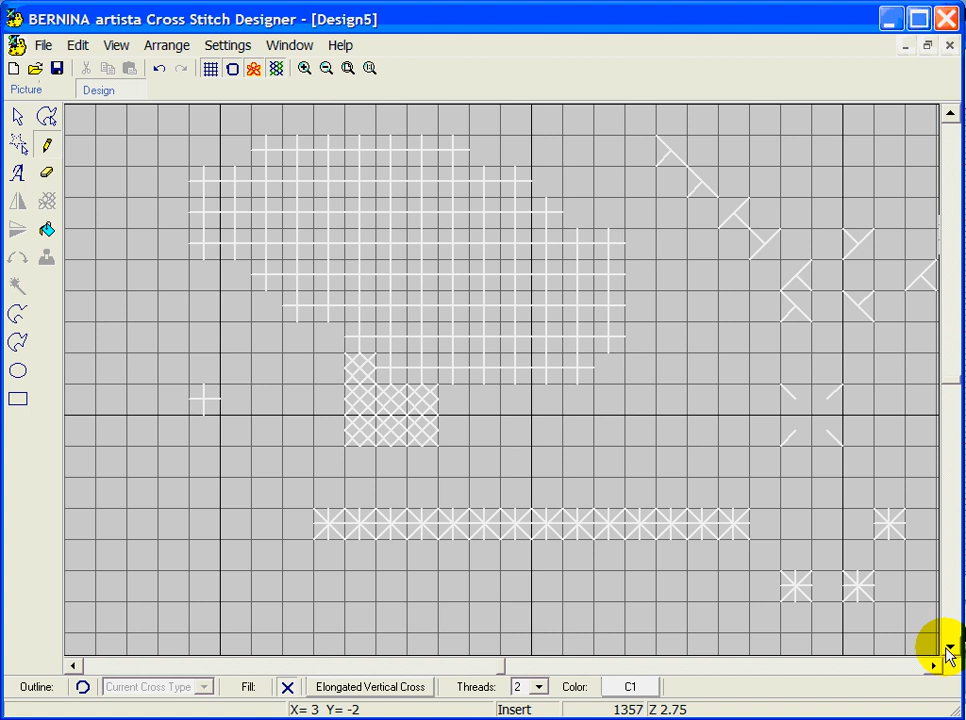 BERNINA artista Cross Stitch Designer - [Design5]
File Edit View Arrange Settings Window Help
Picture Design
A
Outline: Current Cross Type Fill: Elongated Vertical Cross Threads: 2 Color: C1
X= 3 Y= -2 Insert 1357 Z 2.75